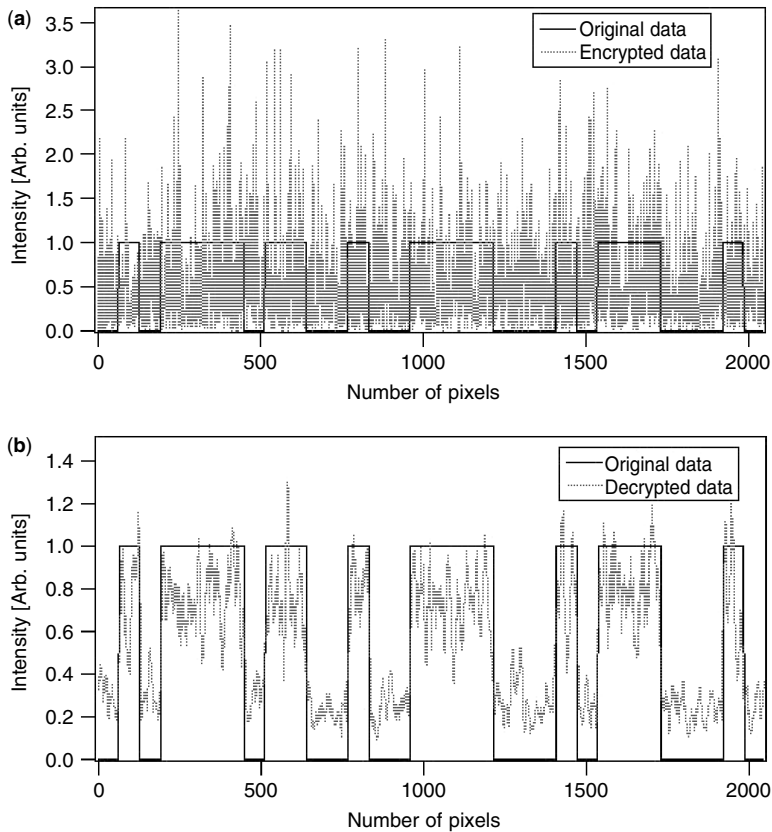 (a)
Intensity [Arb. units]
3.5
3.0
2.5
2.0
1.5
1.0
0.5
0.0
Original data
Encrypted data
0 500 1000 1500 2000
Number of pixels
(b)
Intensity [Arb. units]
1.4
1.2
1.0
0.8
0.6
0.4
0.2
0.0
Original data
Decrypted data
0 500 1000 1500 2000
Number of pixels